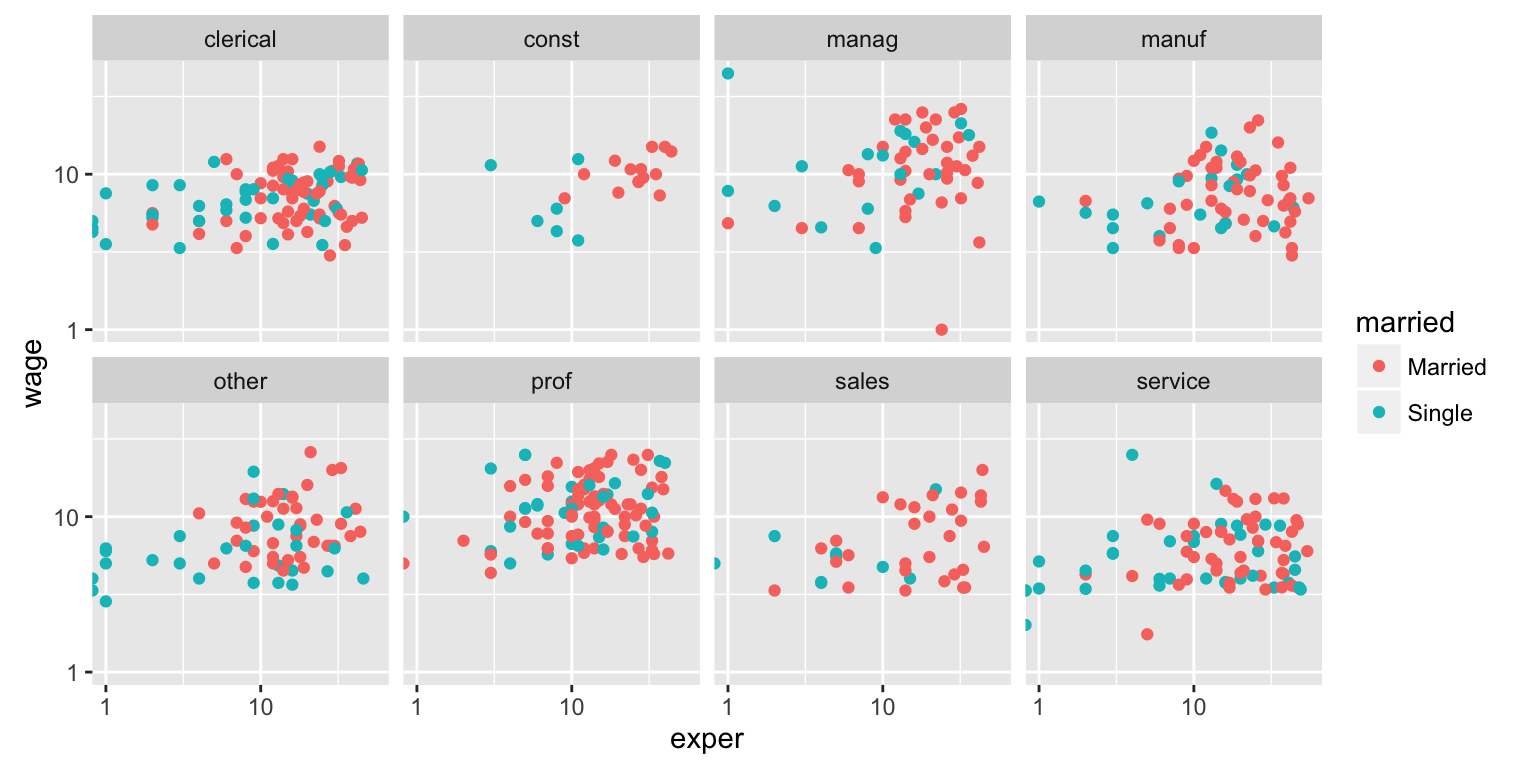 clerical const manag manuf
10
1
other prof sales service
10
1
1 10 1 10 1 10 1 10
exper
wage
married
Married
Single